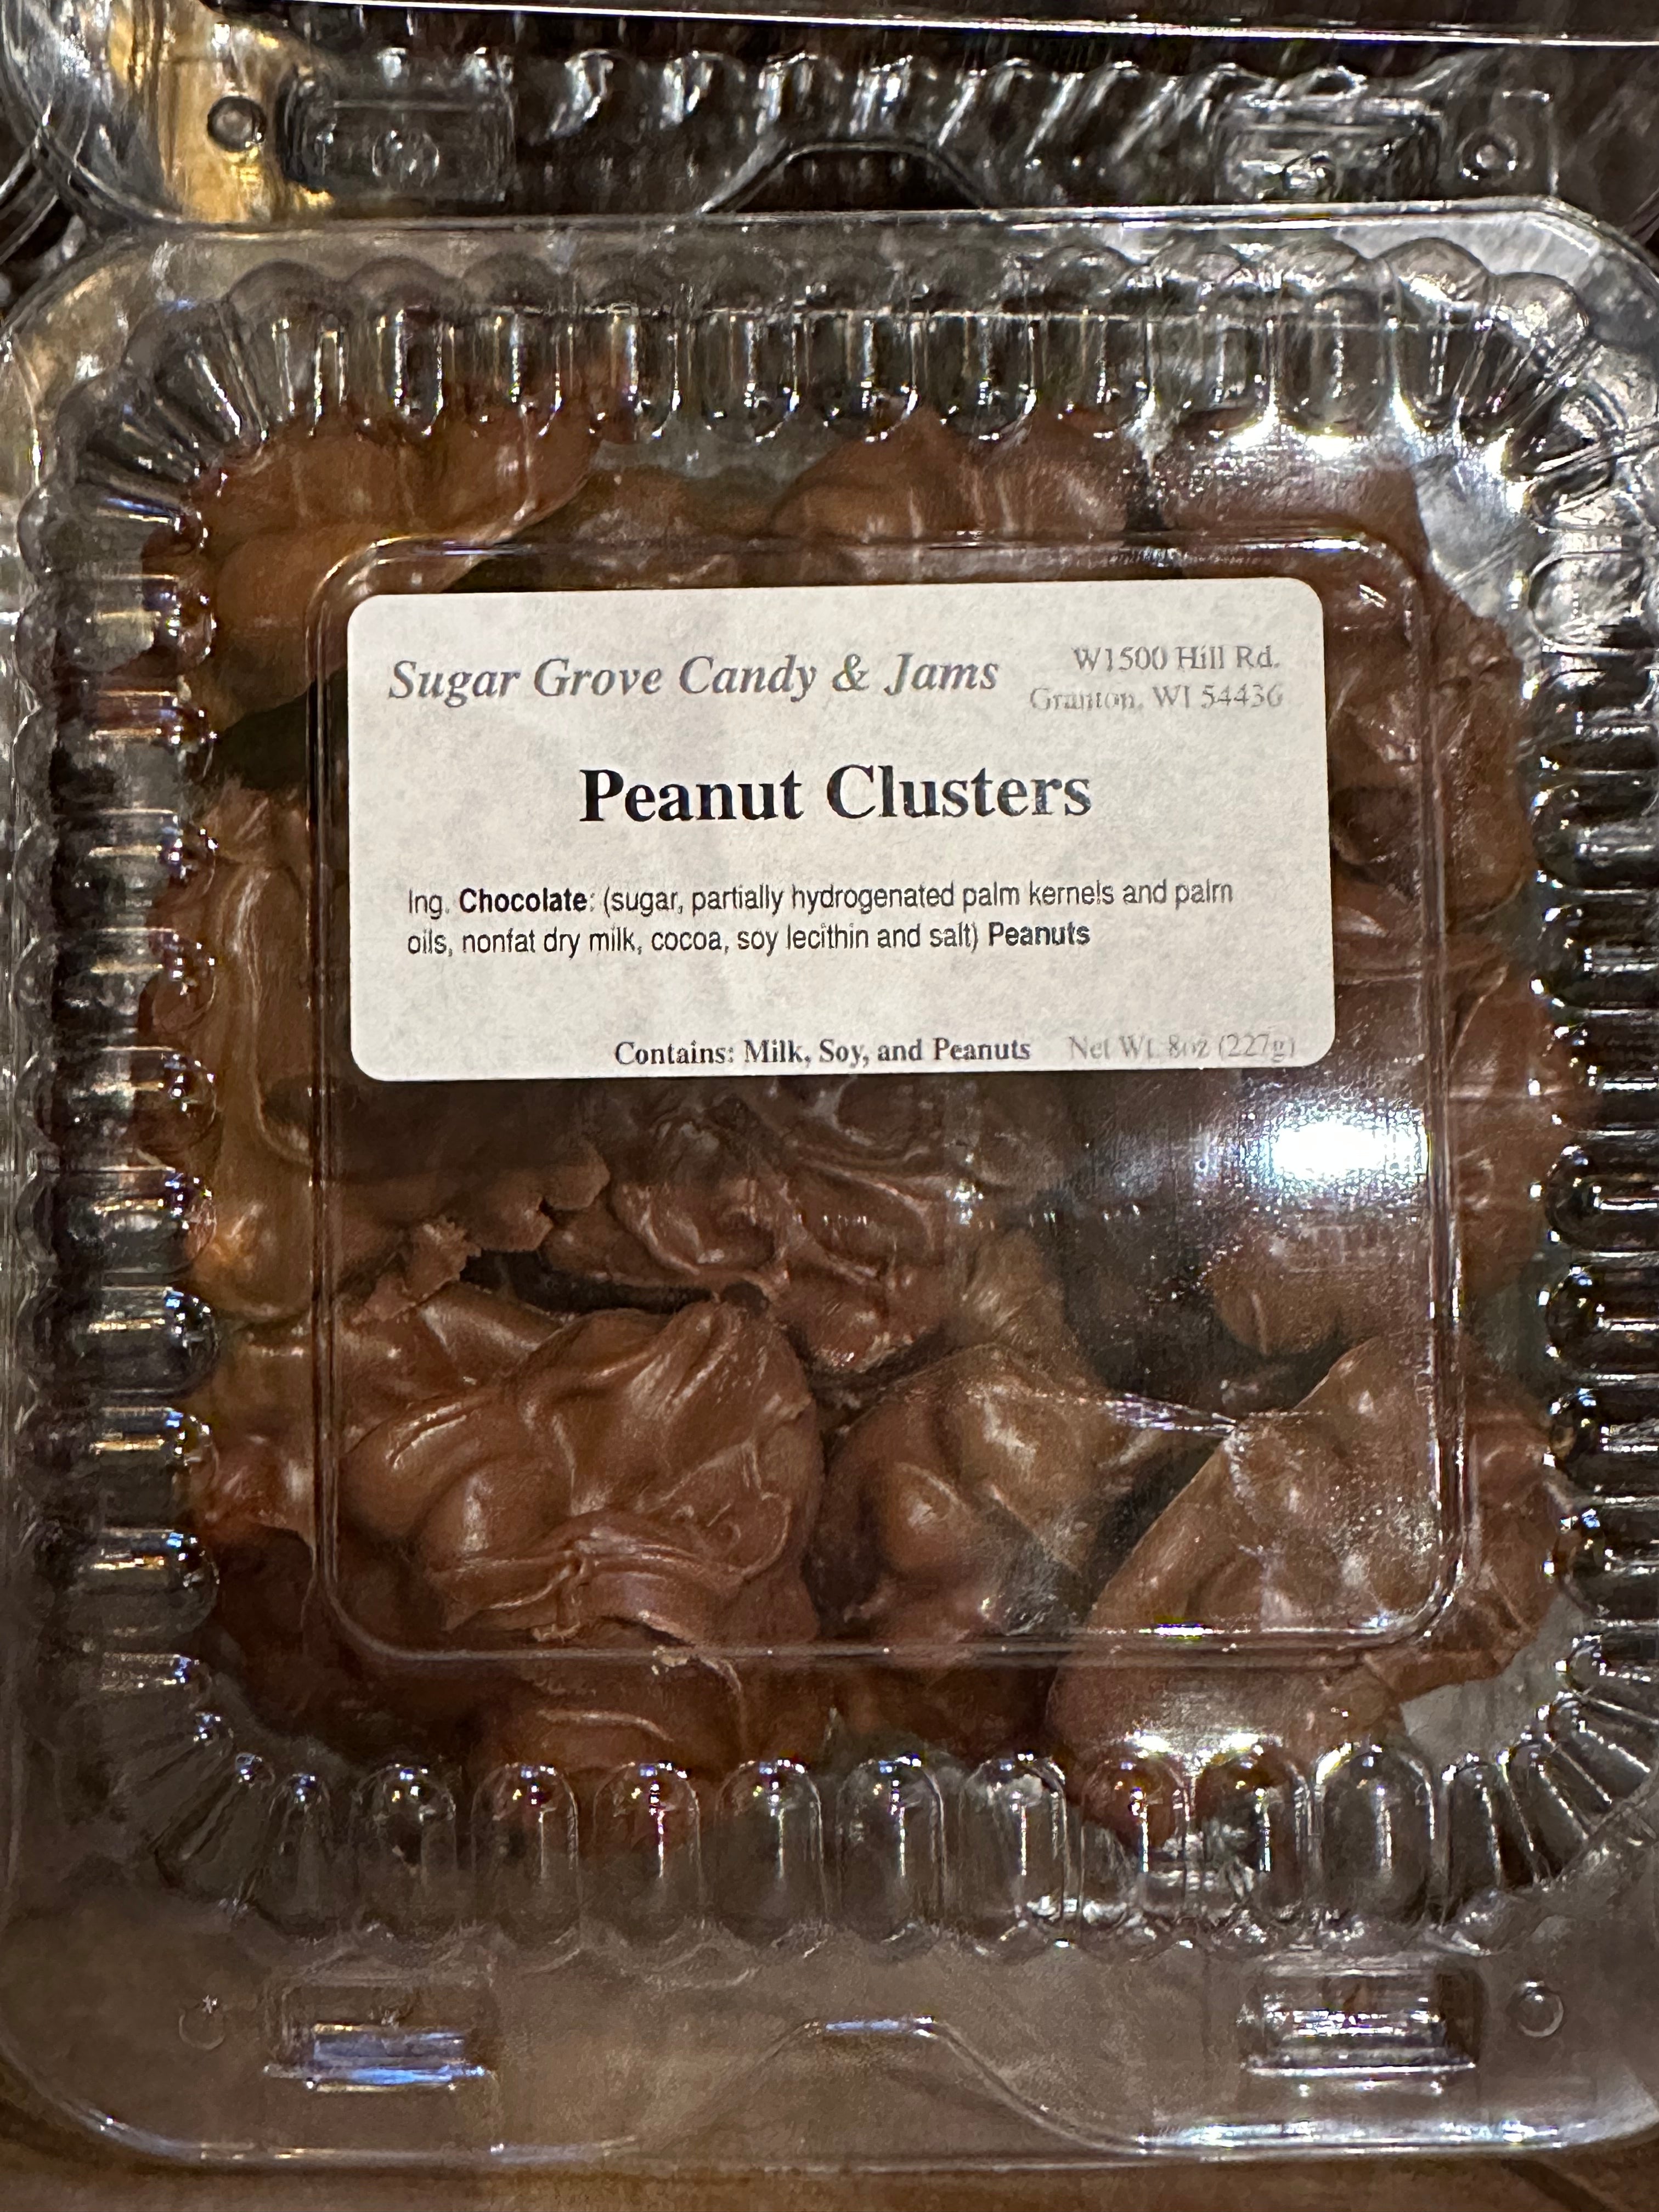 Sugar Grove Candy & Jams
W1500 Hill Rd.
Granton, WI 54436
Peanut Clusters
Ing. Chocolate: (sugar, partially hydrogenated palm kernels and palm
oils, nonfat dry milk, cocoa, soy lecithin and salt) Peanuts
Contains: Milk, Soy, and Peanuts
Net Wt. 8oz (227g)